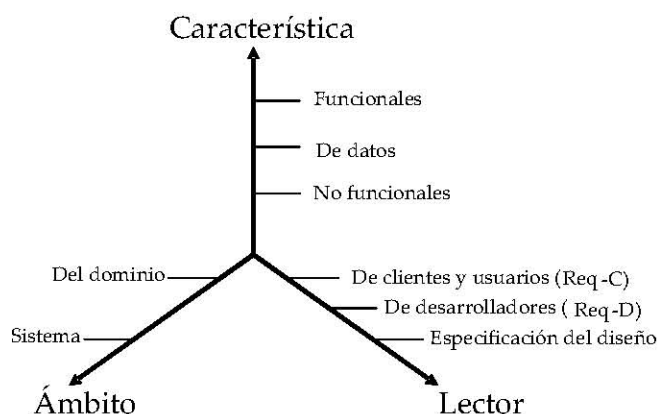 Característica
Funcionales
De datos
No funcionales
Del dominio
De clientes y usuarios (Req-C)
De desarrolladores ( Req-D)
Sistema
Especificación del diseño
Ámbito
Lector